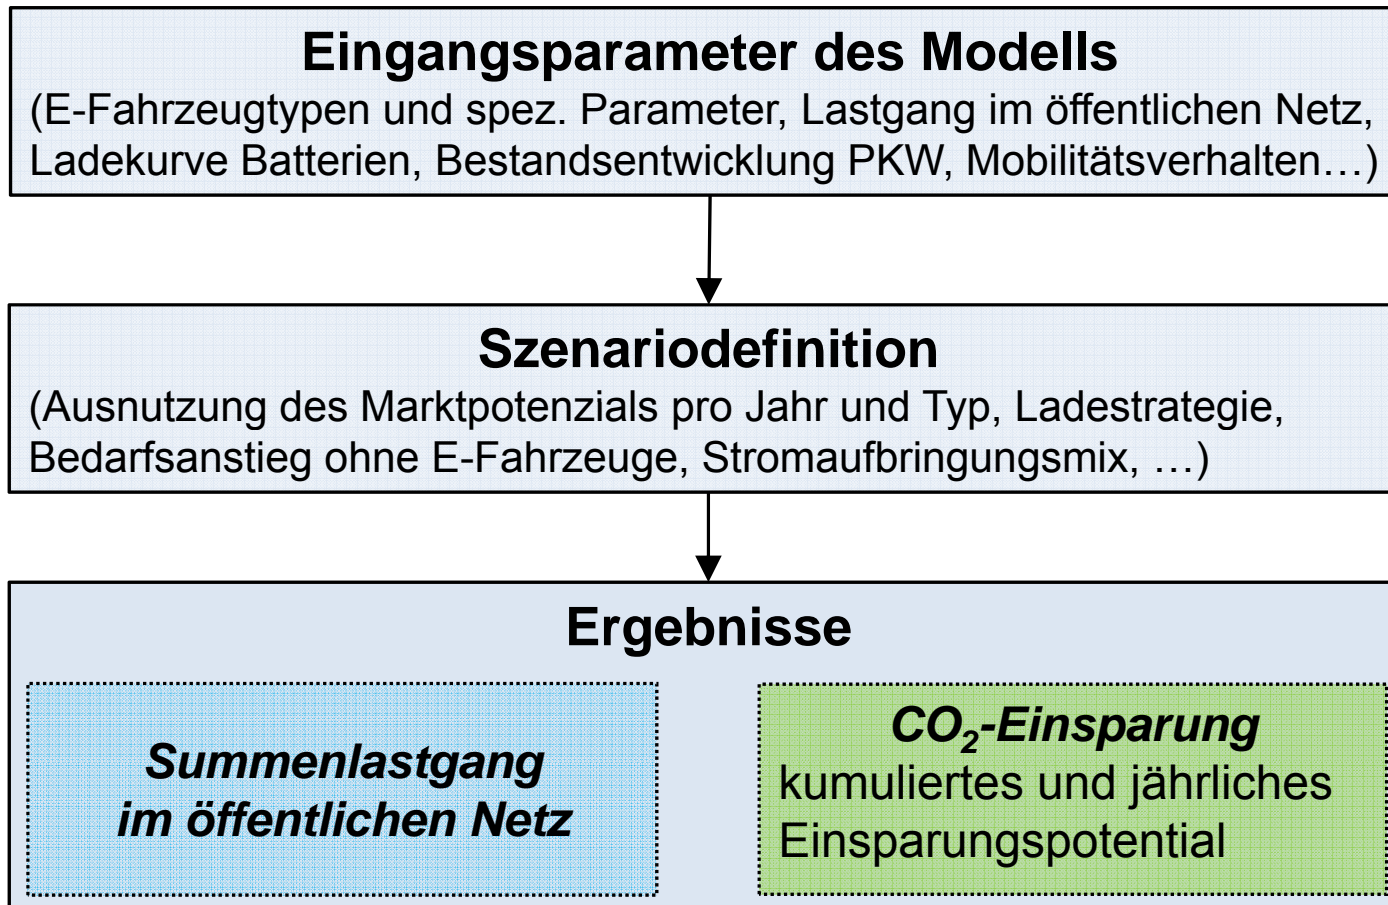 Eingangsparameter des Modells
(E-Fahrzeugtypen und spez. Parameter, Lastgang im öffentlichen Netz,
Ladekurve Batterien, Bestandsentwicklung PKW, Mobilitätsverhalten…)
Szenariodefinition
(Ausnutzung des Marktpotenzials pro Jahr und Typ, Ladestrategie,
Bedarfsanstieg ohne E-Fahrzeuge, Stromaufbringungsmix, …)
Ergebnisse
Summenlastgang
im öffentlichen Netz
CO₂-Einsparung
kumuliertes und jährliches
Einsparungspotential